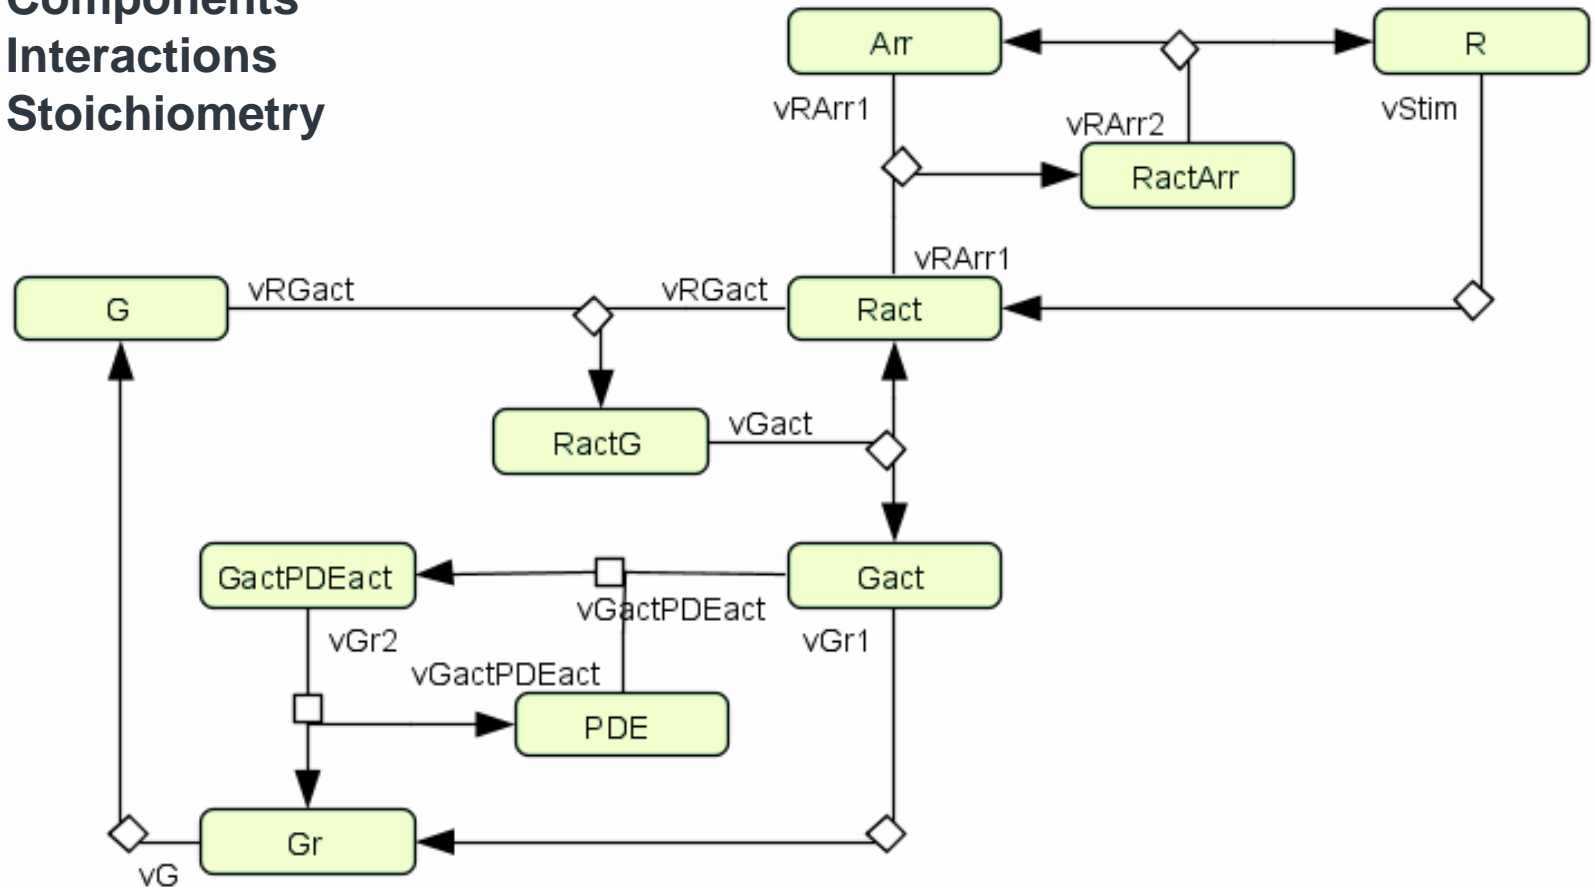 Components
Interactions
Stoichiometry
Arr
R
vRArr1
vRArr2
vStim
RactArr
vRArr1
G
vRGact
vRGact
Ract
RactG
vGact
GactPDEact
Gact
vGactPDEact
vGr2
vGr1
vGactPDEact
PDE
Gr
vG